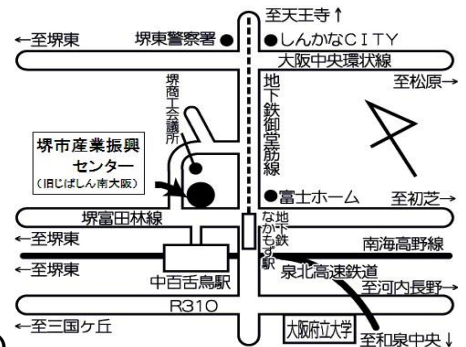 至天王寺↑
←至堺東
堺東警察署
しんかなCITY
大阪中央環状線
至松原→
堺商工会議所
地下鉄御堂筋線
堺市産業振興
センター
(旧じばしん南大阪)
富士ホーム
至初芝→
堺富田林線
地下鉄
なかもず駅
←至堺東
南海高野線
←至堺東
中百舌鳥駅
泉北高速鉄道
至河内長野→
R310
←至三国ケ丘
大阪府立大学
至和泉中央↓